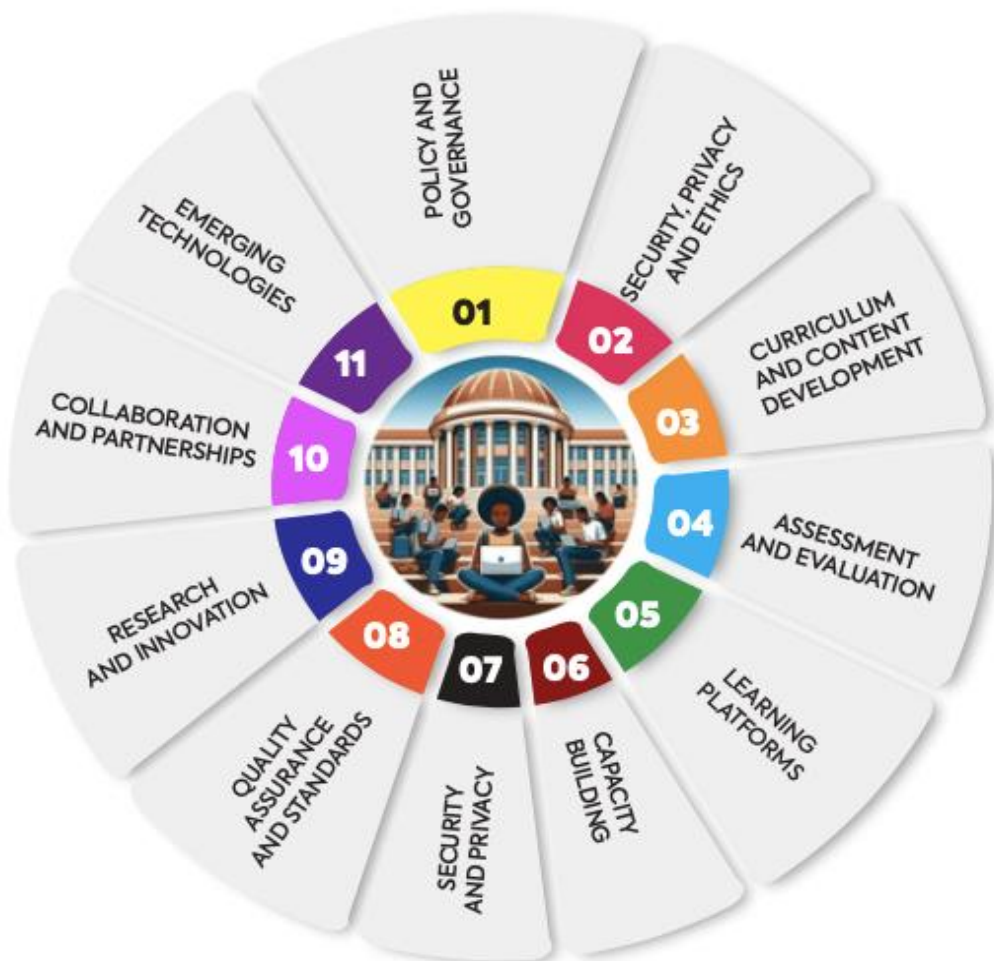 01
POLICY AND
GOVERNANCE
02
SECURITY, PRIVACY
AND ETHICS
03
CURRICULUM
AND CONTENT
DEVELOPMENT
04
ASSESSMENT
AND EVALUATION
05
LEARNING
PLATFORMS
06
CAPACITY
BUILDING
07
SECURITY
AND PRIVACY
08
QUALITY
ASSURANCE
AND STANDARDS
09
RESEARCH
AND INNOVATION
10
COLLABORATION
AND PARTNERSHIPS
11
EMERGING
TECHNOLOGIES